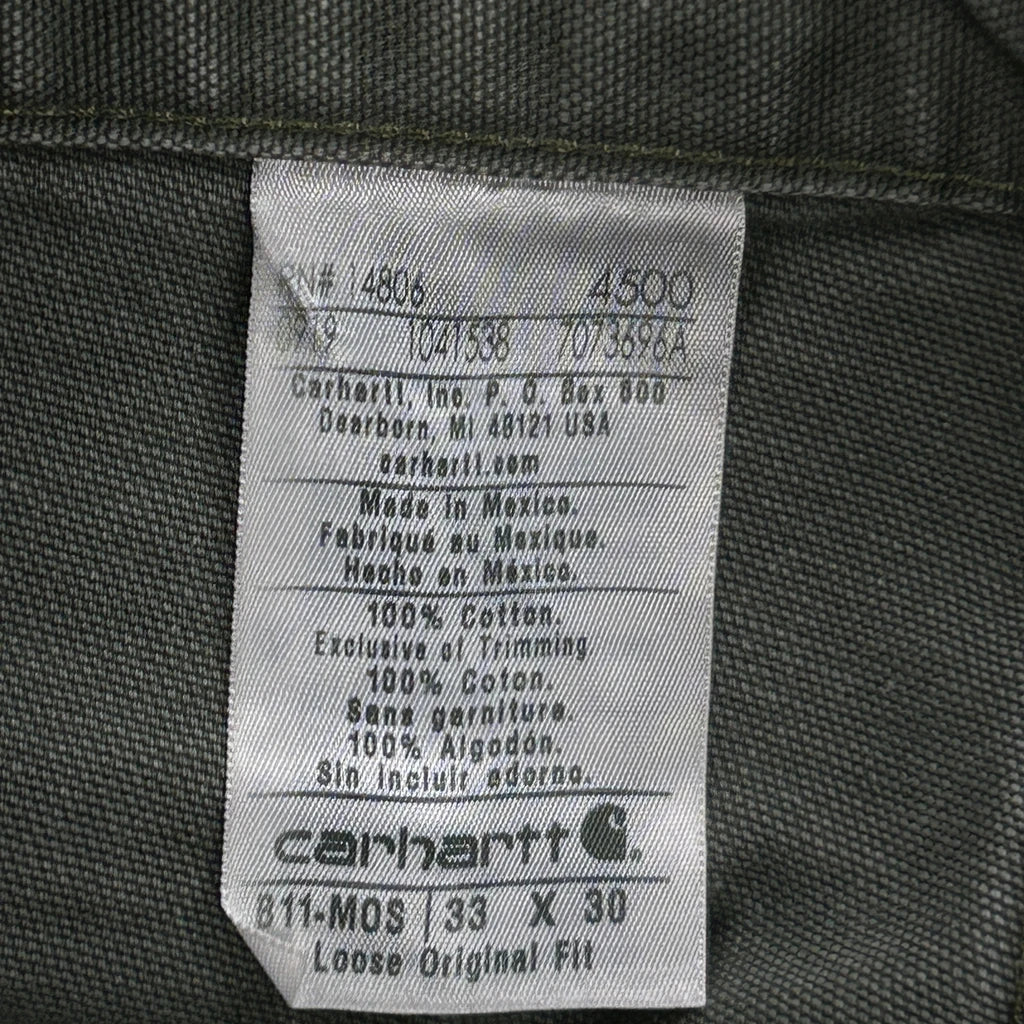 RN# 14806 4500
1041538 7073696A
Carhartt, Inc. P. O. Box 600
Dearborn, MI 48121 USA
carhartt.com
Made in Mexico.
Fabriqué au Mexique.
Hecho en México.
100% Cotton.
Exclusive of Trimming
100% Coton.
Sans garniture.
100% Algodón.
Sin incluir adorno.
carhartt
B11-MOS 33 X 30
Loose Original Fit